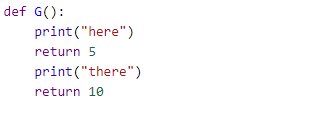 def G():
    print("here")
    return 5
    print("there")
    return 10